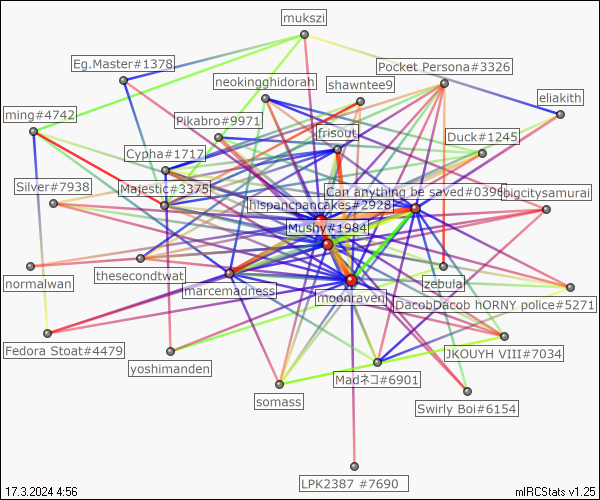 mukszi
Eg.Master#1378
Pocket Persona#3326
neokingghidorah
shawntee9
eliakith
ming#4742
Pikabro#9971
frisout
Duck#1245
Cypha#1717
Silver#7938
Majestic#3375
Can anything be saved#0396
bigcitysamurai
hispancpancakes#2928
Mushy#1984
normalwan
thesecondtwat
marcemadness
moonraven
zebula
DacobDacob hORNY police#5271
Fedora Stoat#4479
yoshimanden
JKOUYH VIII#7034
somass
Madネコ#6901
Swirly Boi#6154
LPK2387 #7690
17.3.2024 4:56
mIRCStats v1.25